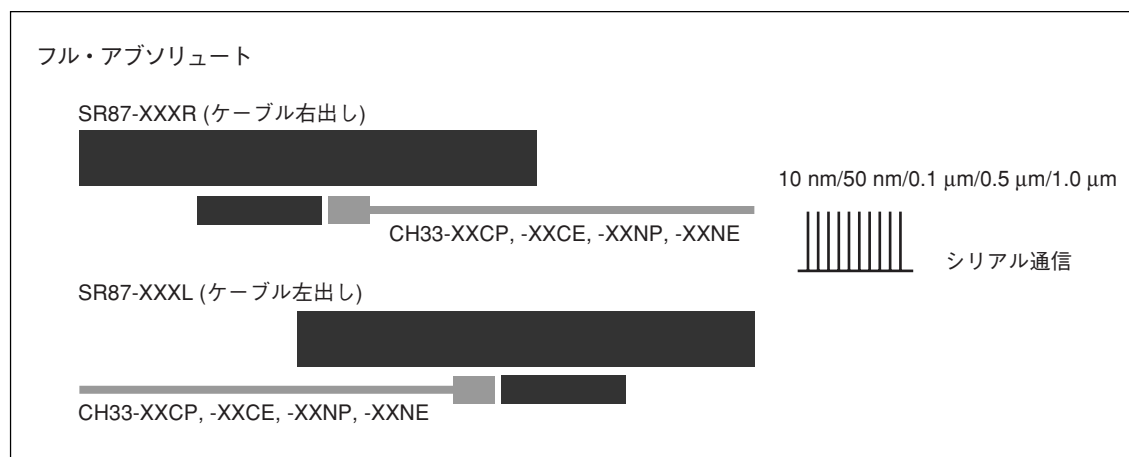 フル・アブソリュート
SR87-XXXR (ケーブル右出し)
10 nm/50 nm/0.1 μm/0.5 μm/1.0 μm
CH33-XXCP, -XXCE, -XXNP, -XXNE
シリアル通信
SR87-XXXL (ケーブル左出し)
CH33-XXCP, -XXCE, -XXNP, -XXNE